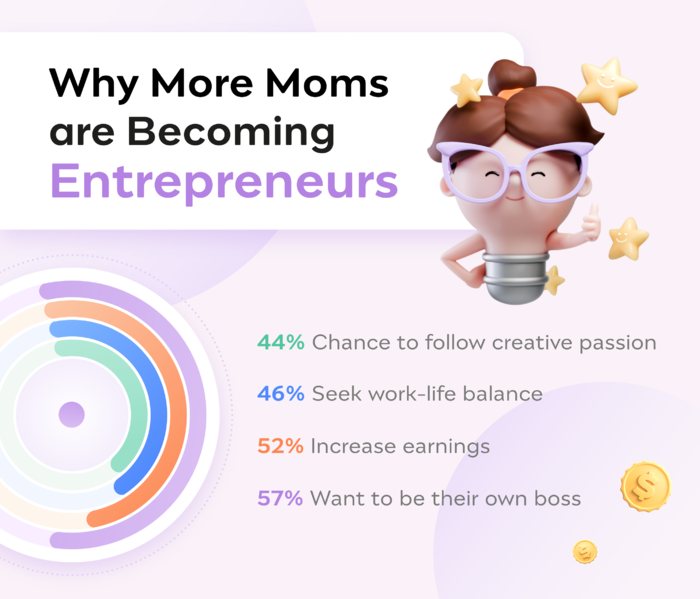 Why More Moms
are Becoming
Entrepreneurs
44% Chance to follow creative passion
46% Seek work-life balance
52% Increase earnings
57% Want to be their own boss
$
$